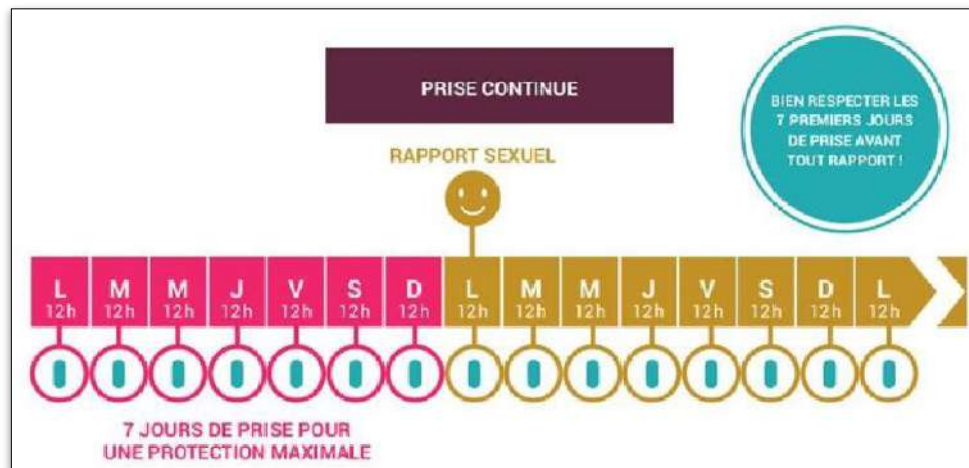 PRISE CONTINUE
BIEN RESPECTER LES
7 PREMIERS JOURS
DE PRISE AVANT
TOUT RAPPORT !
RAPPORT SEXUEL
L M M J V S D L M M J V S D L
12h 12h 12h 12h 12h 12h 12h 12h 12h 12h 12h 12h 12h 12h 12h
7 JOURS DE PRISE POUR
UNE PROTECTION MAXIMALE